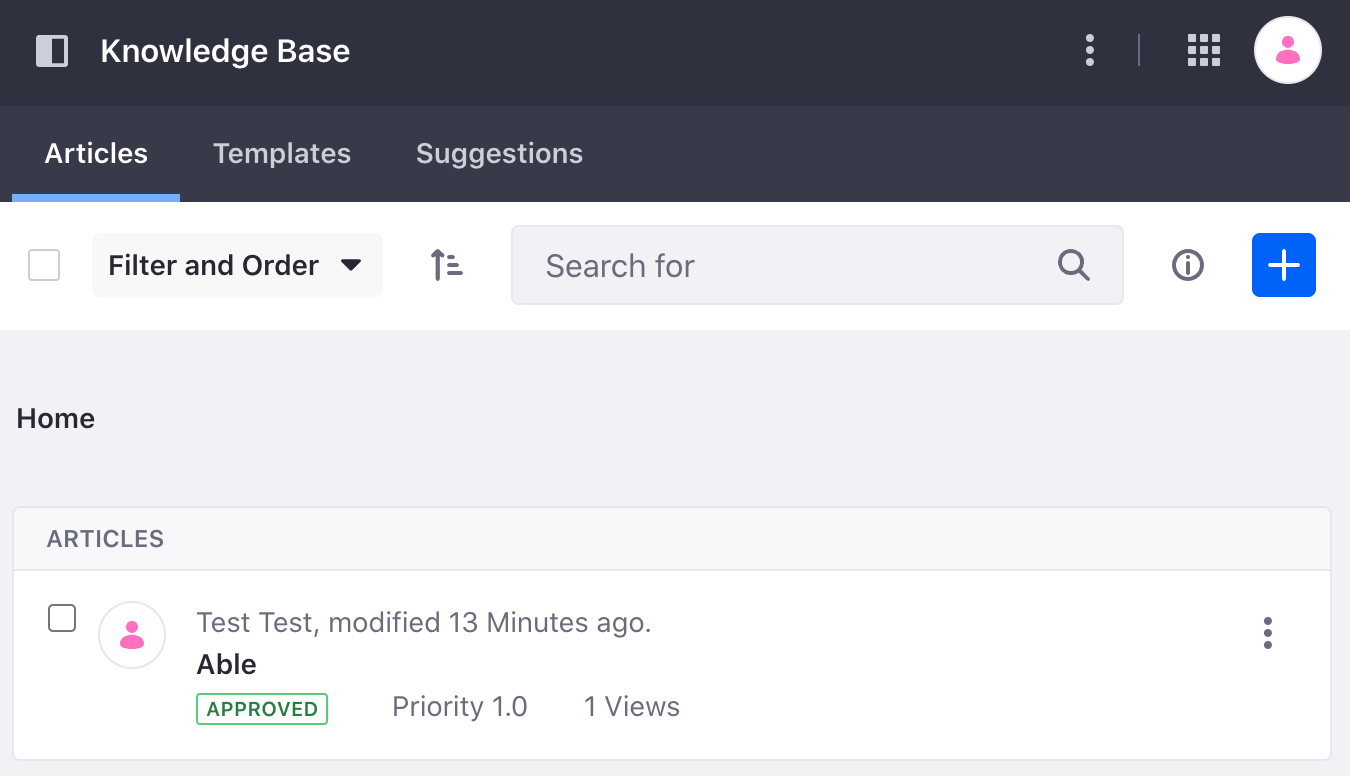 Knowledge Base
Articles Templates Suggestions
Filter and Order Search for
Home
ARTICLES
Test Test, modified 13 Minutes ago.
Able
APPROVED Priority 1.0 1 Views